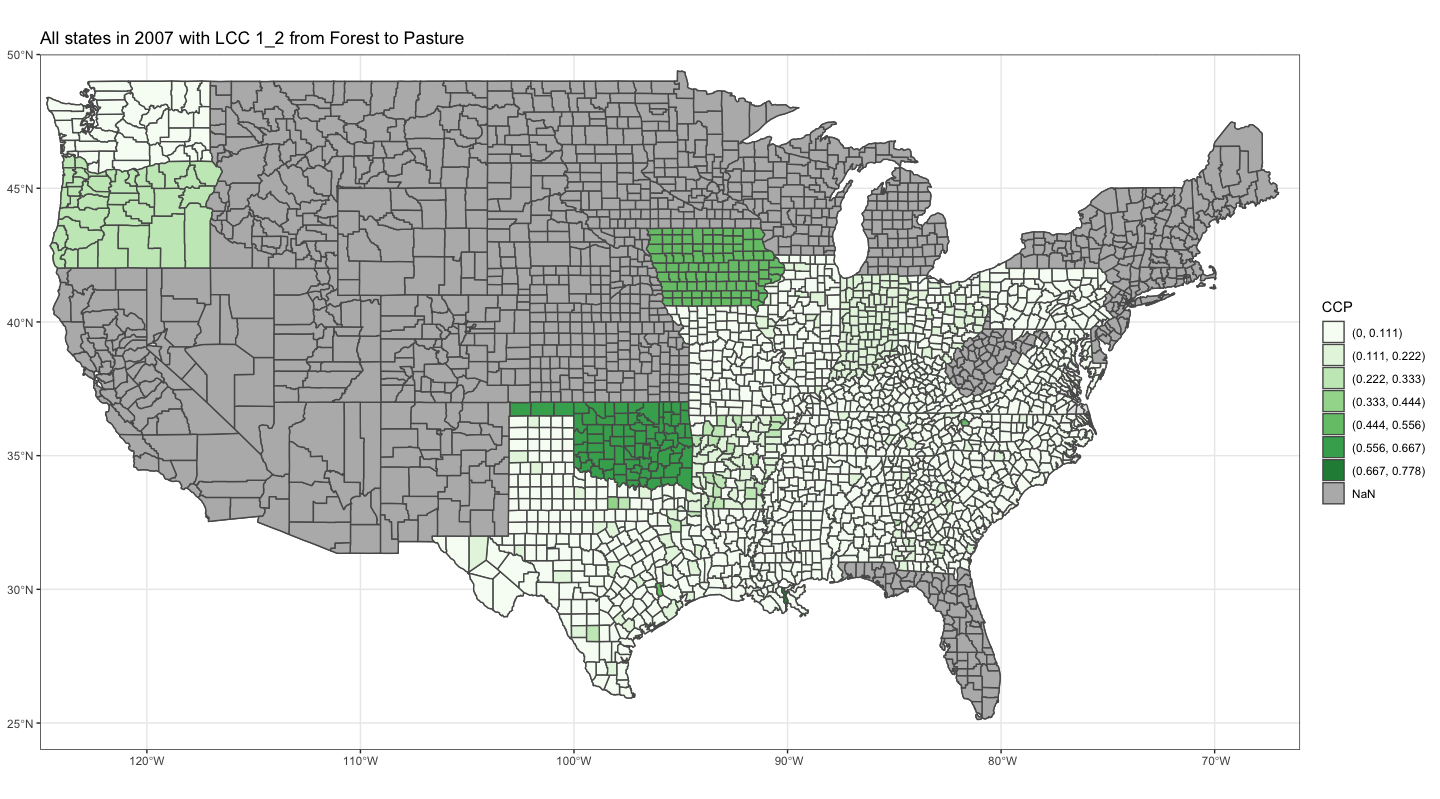 All states in 2007 with LCC 1_2 from Forest to Pasture
50°N
45°N
40°N
35°N
30°N
25°N
120°W
110°W
100°W
90°W
80°W
70°W
CCP
(0, 0.111)
(0.111, 0.222)
(0.222, 0.333)
(0.333, 0.444)
(0.444, 0.556)
(0.556, 0.667)
(0.667, 0.778)
NaN